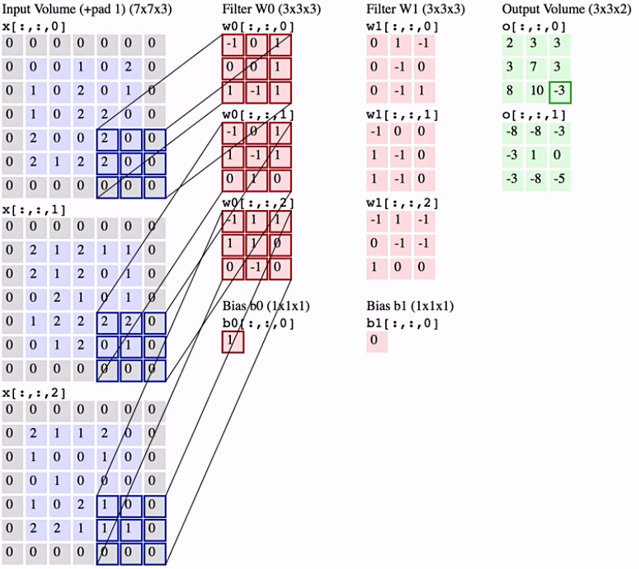 Input Volume (+pad 1) (7x7x3)
x[:,:,0]
0 0 0 0 0 0 0
0 0 0 1 0 2 0
0 1 0 2 0 1 0
0 1 0 2 2 0 0
0 2 0 0 2 0 0
0 2 1 2 2 0 0
0 0 0 0 0 0 0
x[:,:,1]
0 0 0 0 0 0 0
0 2 1 2 1 1 0
0 2 1 2 0 1 0
0 0 2 1 0 1 0
0 1 2 2 2 2 0
0 0 1 2 0 1 0
0 0 0 0 0 0 0
x[:,:,2]
0 0 0 0 0 0 0
0 2 1 1 2 0 0
0 1 0 0 1 0 0
0 0 1 0 0 0 0
0 1 0 2 1 0 0
0 2 2 1 1 1 0
0 0 0 0 0 0 0
Filter W0 (3x3x3)
w0[:,:,0]
-1 0 1
0 0 1
1 -1 1
w0[:,:,1]
-1 0 1
1 -1 1
0 1 0
w0[:,:,2]
-1 1 1
1 1 0
0 -1 0
Bias b0 (1x1x1)
b0[:,:,0]
1
Filter W1 (3x3x3)
w1[:,:,0]
0 1 -1
0 -1 0
0 -1 1
w1[:,:,1]
-1 0 0
1 -1 0
1 -1 0
w1[:,:,2]
-1 1 -1
0 -1 -1
1 0 0
Bias b1 (1x1x1)
b1[:,:,0]
0
Output Volume (3x3x2)
o[:,:,0]
2 3 3
3 7 3
8 10 -3
o[:,:,1]
-8 -8 -3
-3 1 0
-3 -8 -5